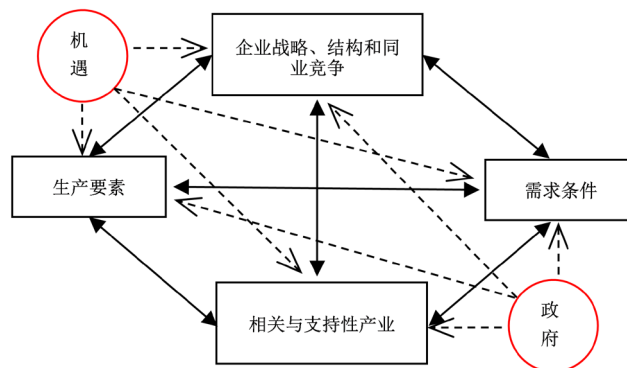 机
遇
企业战略、结构和同
业竞争
生产要素
需求条件
相关与支持性产业
政
府